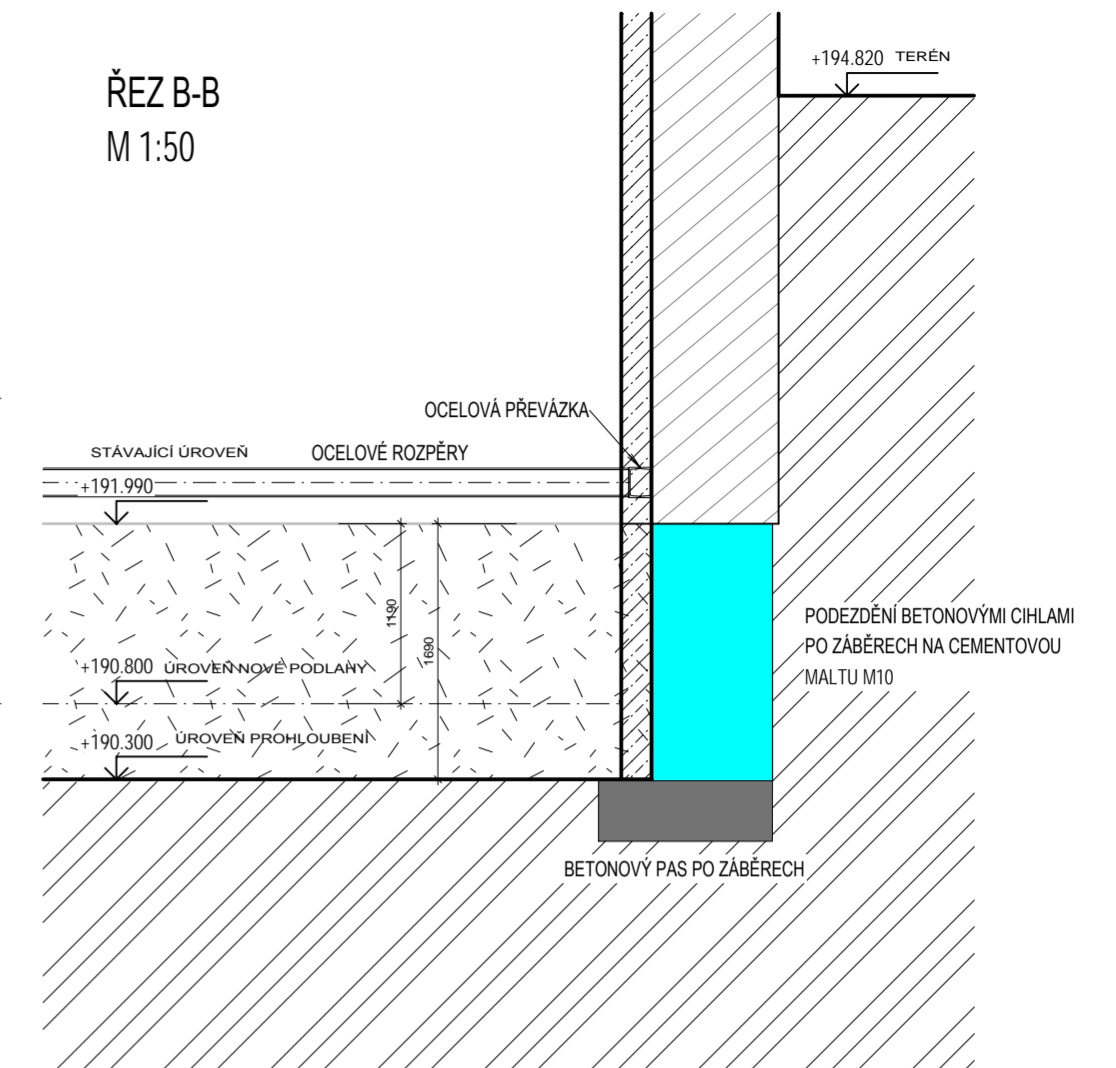 ŘEZ B-B
M 1:50
+194.820 TERÉN
OCELOVÁ PŘEVÁZKA
STÁVAJÍCÍ ÚROVEŇ
OCELOVÉ ROZPĚRY
+191.990
1190
1690
PODEZDĚNÍ BETONOVÝMI CIHLAMI
PO ZÁBĚRECH NA CEMENTOVOU
MALTU M10
+190.800 ÚROVEŇ NOVÉ PODLAHY
+190.300 ÚROVEŇ PROHLOUBENÍ
BETONOVÝ PAS PO ZÁBĚRECH